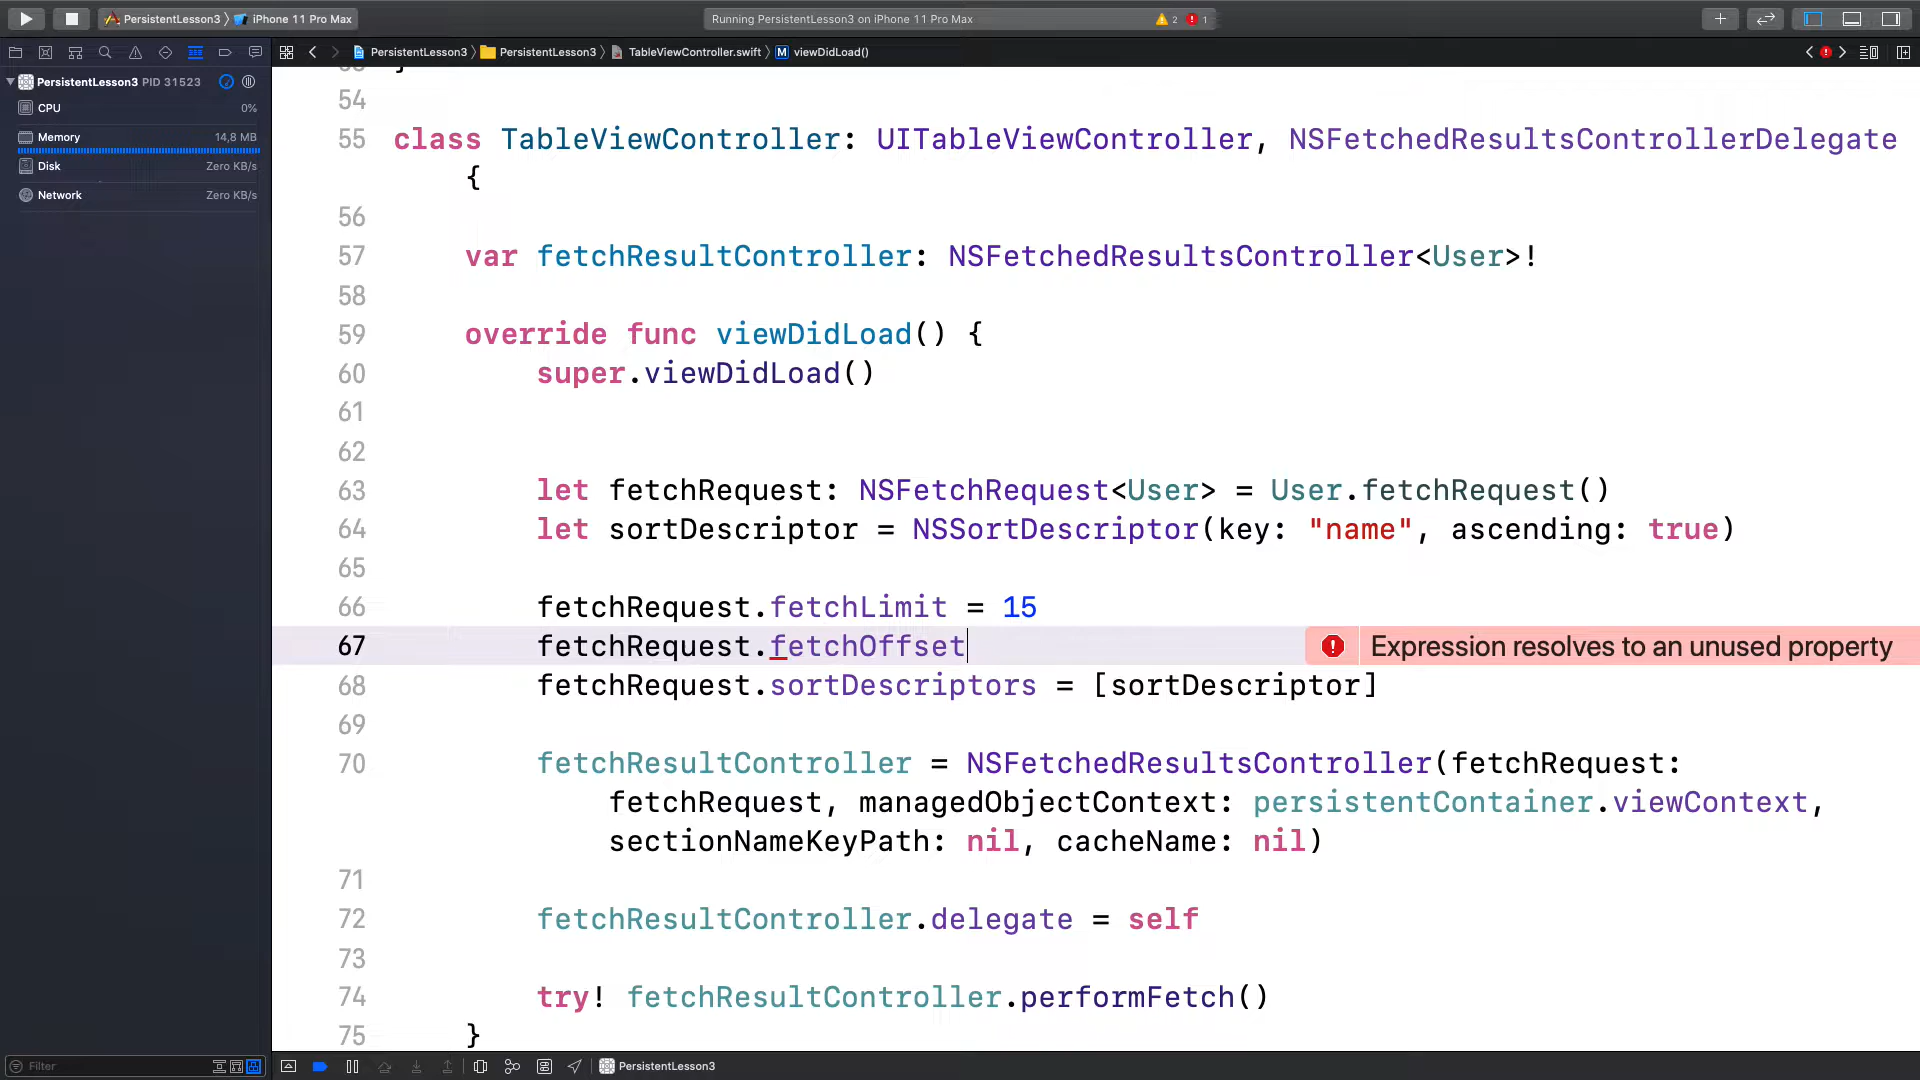 PersistentLesson3 〉 iPhone 11 Pro Max
Running PersistentLesson3 on iPhone 11 Pro Max
2
1
PersistentLesson3 〉 PersistentLesson3 〉 TableViewController.swift 〉 M viewDidLoad()
PersistentLesson3 PID 31523
CPU 0%
Memory 14,8 MB
Disk Zero KB/s
Network Zero KB/s
54
55 class TableViewController: UITableViewController, NSFetchedResultsControllerDelegate
{
56
57 var fetchResultController: NSFetchedResultsController<User>!
58
59 override func viewDidLoad() {
60 super.viewDidLoad()
61
62
63 let fetchRequest: NSFetchRequest<User> = User.fetchRequest()
64 let sortDescriptor = NSSortDescriptor(key: "name", ascending: true)
65
66 fetchRequest.fetchLimit = 15
67 fetchRequest.fetchOffset Expression resolves to an unused property
68 fetchRequest.sortDescriptors = [sortDescriptor]
69
70 fetchResultController = NSFetchedResultsController(fetchRequest:
fetchRequest, managedObjectContext: persistentContainer.viewContext,
sectionNameKeyPath: nil, cacheName: nil)
71
72 fetchResultController.delegate = self
73
74 try! fetchResultController.performFetch()
75 }
Filter
PersistentLesson3